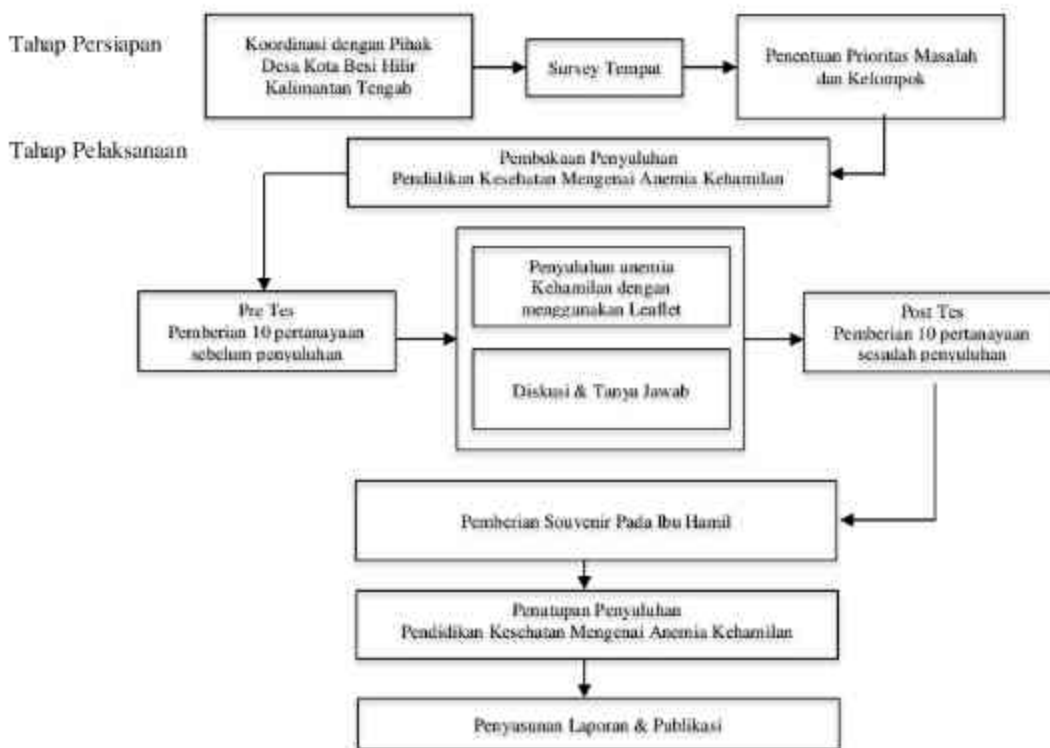 Tahap Persiapan
Koordinasi dengan Pihak
Desa Kota Besi Hilir
Kalimantan Tengah
Survey Tempat
Penentuan Prioritas Masalah
dan Kelompok
Tahap Pelaksanaan
Pembukaan Penyuluhan
Pendidikan Kesehatan Mengenai Anemia Kehamilan
Pre Tes
Pemberian 10 pertanayaan
sebelum penyuluhan
Penyuluhan anemia
Kehamilan dengan
menggunakan Leaflet
Diskusi & Tanya Jawab
Post Tes
Pemberian 10 pertanayaan
sesudah penyuluhan
Pemberian Souvenir Pada Ibu Hamil
Penutupan Penyuluhan
Pendidikan Kesehatan Mengenai Anemia Kehamilan
Penyusunan Laporan & Publikasi